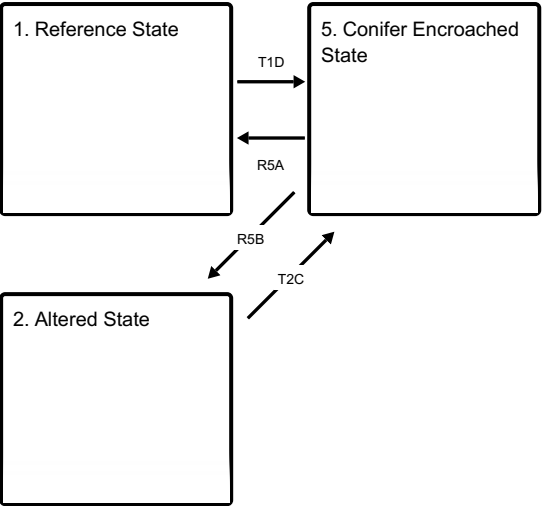 1. Reference State
5. Conifer Encroached
State
T1D
R5A
R5B
T2C
2. Altered State